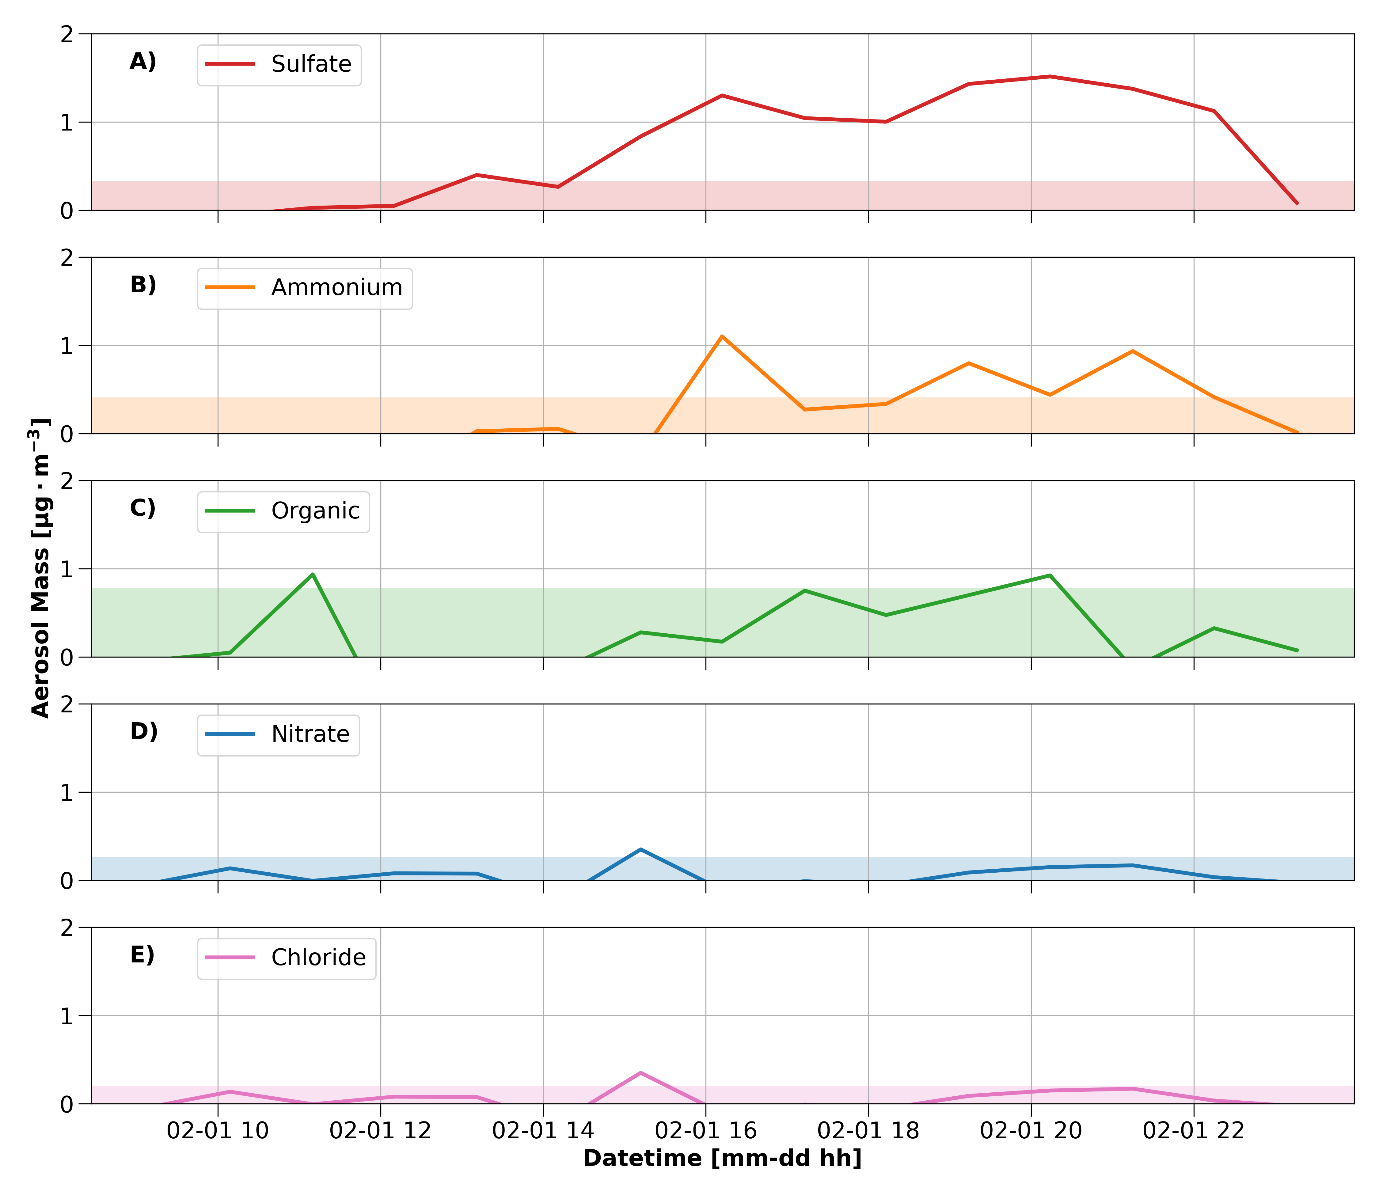 Aerosol Mass [µg · m⁻³]
2
A)
Sulfate
1
0
2
B)
Ammonium
1
0
2
C)
Organic
1
0
2
D)
Nitrate
1
0
2
E)
Chloride
1
0
02-01 10 02-01 12 02-01 14 02-01 16 02-01 18 02-01 20 02-01 22
Datetime [mm-dd hh]